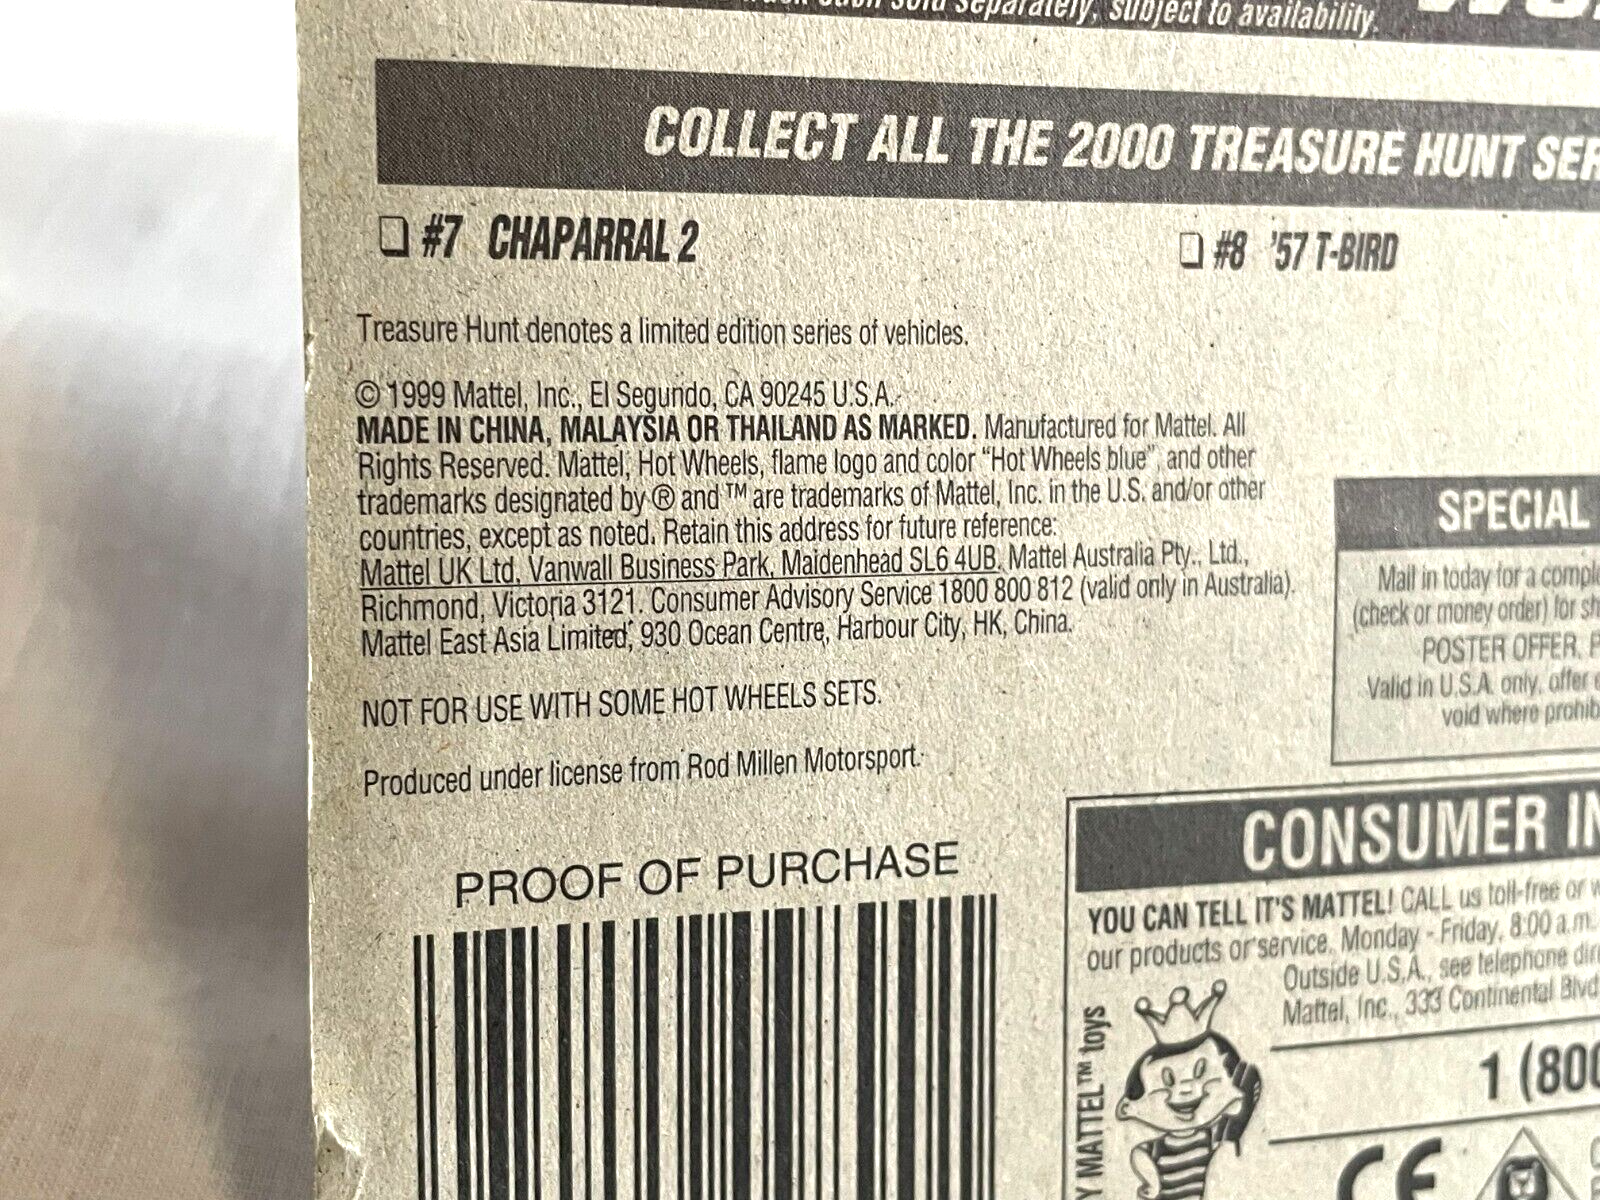 sold separately, subject to availability.
COLLECT ALL THE 2000 TREASURE HUNT SER
#7 CHAPARRAL 2
#8 '57 T-BIRD
Treasure Hunt denotes a limited edition series of vehicles.
© 1999 Mattel, Inc., El Segundo, CA 90245 U.S.A.
MADE IN CHINA, MALAYSIA OR THAILAND AS MARKED. Manufactured for Mattel. All
Rights Reserved. Mattel, Hot Wheels, flame logo and color “Hot Wheels blue”, and other
trademarks designated by ® and ™ are trademarks of Mattel, Inc. in the U.S. and/or other
countries, except as noted. Retain this address for future reference:
Mattel UK Ltd, Vanwall Business Park, Maidenhead SL6 4UB. Mattel Australia Pty., Ltd.,
Richmond, Victoria 3121. Consumer Advisory Service 1800 800 812 (valid only in Australia).
Mattel East Asia Limited, 930 Ocean Centre, Harbour City, HK, China.
NOT FOR USE WITH SOME HOT WHEELS SETS.
Produced under license from Rod Millen Motorsport.
PROOF OF PURCHASE
SPECIAL
Mail in today for a comple
(check or money order) for sh
POSTER OFFER, P
Valid in U.S.A. only, offer
void where prohib
CONSUMER IN
YOU CAN TELL IT'S MATTEL! CALL us toll-free or w
our products or service. Monday - Friday, 8:00 a.m.
Outside U.S.A., see telephone dire
Mattel, Inc., 333 Continental Blvd
1 (800
Y MATTEL™ toys
CE